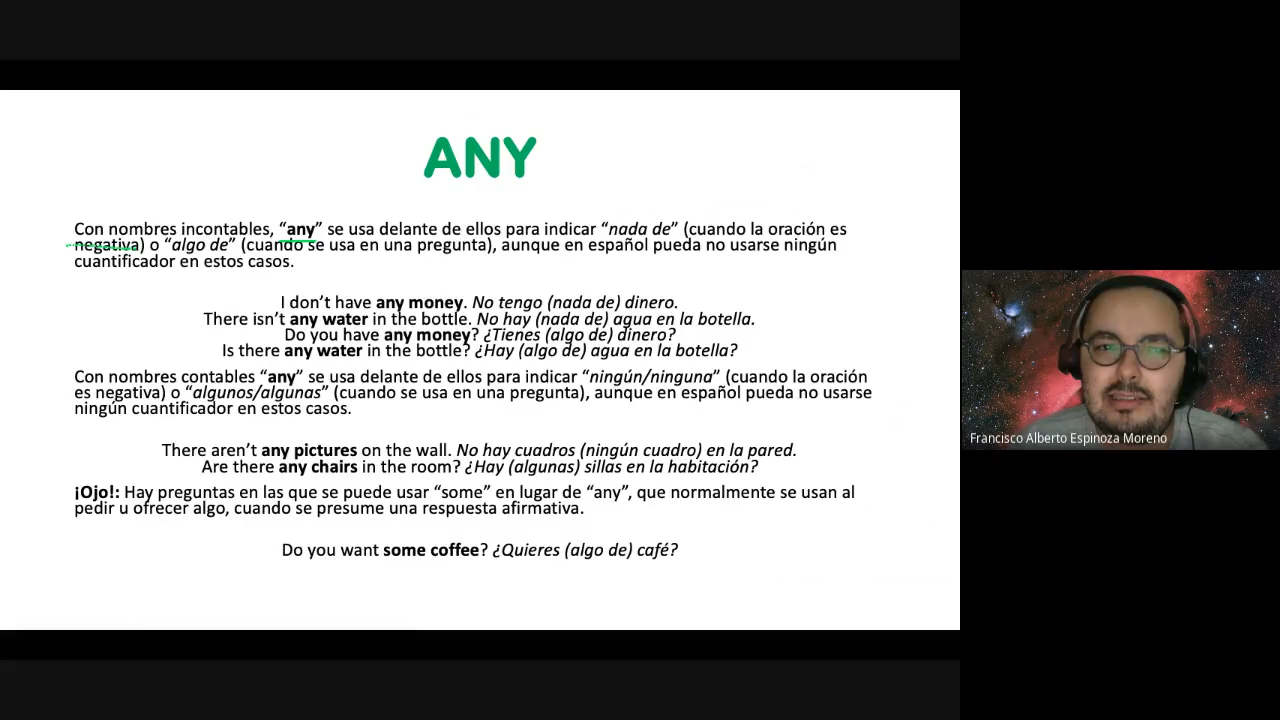 ANY
Con nombres incontables, “any” se usa delante de ellos para indicar “nada de” (cuando la oración es
negativa) o “algo de” (cuando se usa en una pregunta), aunque en español pueda no usarse ningún
cuantificador en estos casos.
I don’t have any money. No tengo (nada de) dinero.
There isn’t any water in the bottle. No hay (nada de) agua en la botella.
Do you have any money? ¿Tienes (algo de) dinero?
Is there any water in the bottle? ¿Hay (algo de) agua en la botella?
Con nombres contables “any” se usa delante de ellos para indicar “ningún/ninguna” (cuando la oración
es negativa) o “algunos/algunas” (cuando se usa en una pregunta), aunque en español pueda no usarse
ningún cuantificador en estos casos.
There aren’t any pictures on the wall. No hay cuadros (ningún cuadro) en la pared.
Are there any chairs in the room? ¿Hay (algunas) sillas en la habitación?
¡Ojo!: Hay preguntas en las que se puede usar “some” en lugar de “any”, que normalmente se usan al
pedir u ofrecer algo, cuando se presume una respuesta afirmativa.
Do you want some coffee? ¿Quieres (algo de) café?
Francisco Alberto Espinoza Moreno